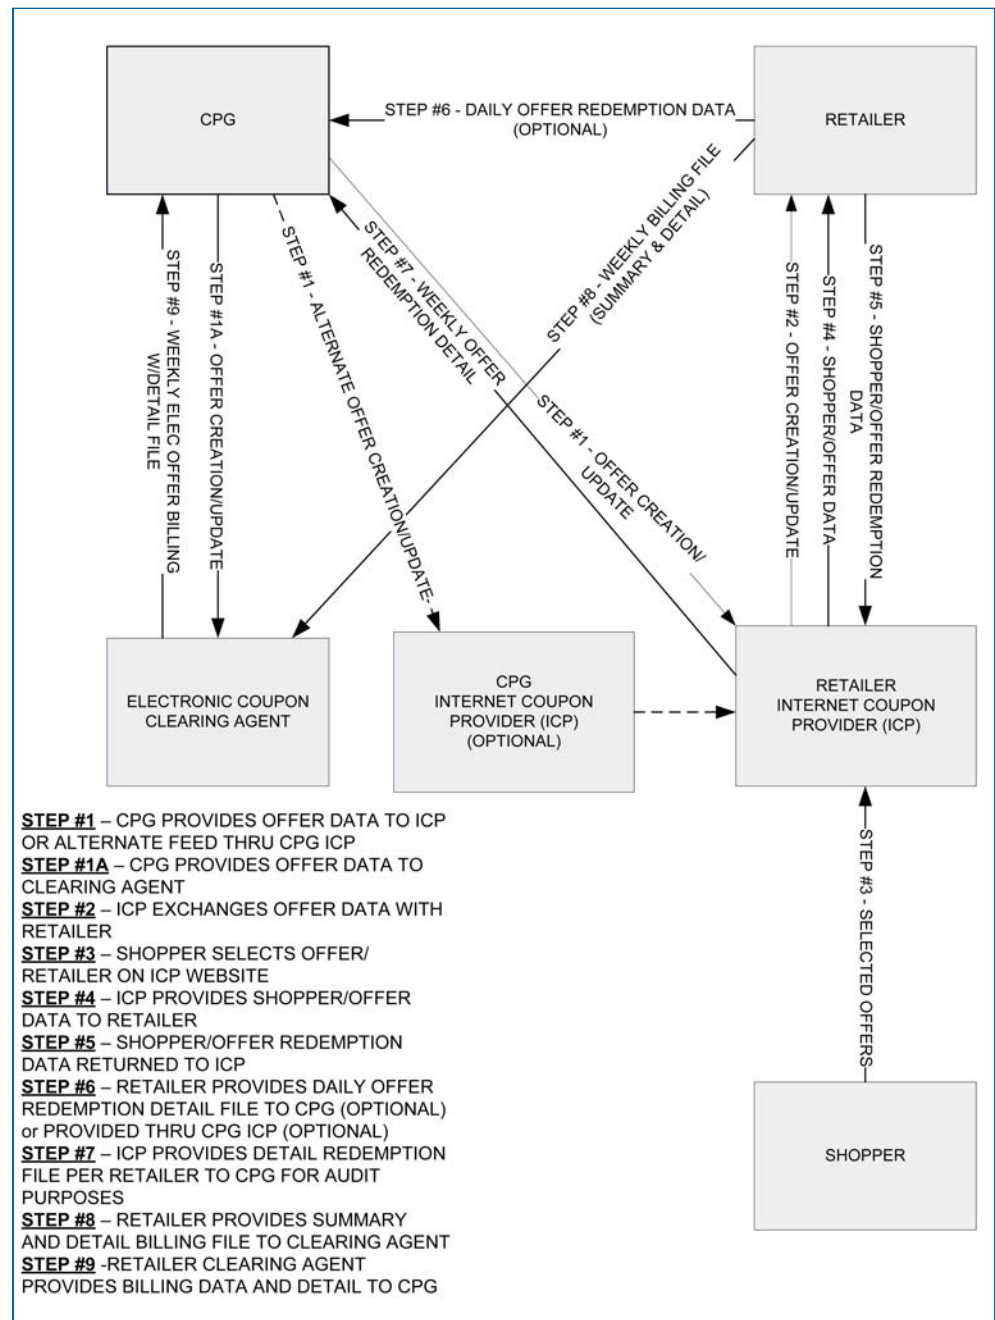 CPG
RETAILER
STEP #6 - DAILY OFFER REDEMPTION DATA
(OPTIONAL)
STEP #8 - WEEKLY BILLING FILE
(SUMMARY & DETAIL)
STEP #9 - WEEKLY ELEC OFFER BILLING
W/DETAIL FILE
STEP #1A - OFFER CREATION/UPDATE
STEP #1 - ALTERNATE OFFER CREATION/UPDATE
STEP #7 - WEEKLY OFFER
REDEMPTION DETAIL
STEP #1 - OFFER CREATION/
UPDATE
STEP #2 - OFFER CREATION/UPDATE
STEP #4 - SHOPPER/OFFER DATA
STEP #5 - SHOPPER/OFFER REDEMPTION
DATA
ELECTRONIC COUPON
CLEARING AGENT
CPG
INTERNET COUPON
PROVIDER (ICP)
(OPTIONAL)
RETAILER
INTERNET COUPON
PROVIDER (ICP)
STEP #3 - SELECTED OFFERS
SHOPPER
STEP #1 – CPG PROVIDES OFFER DATA TO ICP
OR ALTERNATE FEED THRU CPG ICP
STEP #1A – CPG PROVIDES OFFER DATA TO
CLEARING AGENT
STEP #2 – ICP EXCHANGES OFFER DATA WITH
RETAILER
STEP #3 – SHOPPER SELECTS OFFER/
RETAILER ON ICP WEBSITE
STEP #4 – ICP PROVIDES SHOPPER/OFFER
DATA TO RETAILER
STEP #5 – SHOPPER/OFFER REDEMPTION
DATA RETURNED TO ICP
STEP #6 – RETAILER PROVIDES DAILY OFFER
REDEMPTION DETAIL FILE TO CPG (OPTIONAL)
or PROVIDED THRU CPG ICP (OPTIONAL)
STEP #7 – ICP PROVIDES DETAIL REDEMPTION
FILE PER RETAILER TO CPG FOR AUDIT
PURPOSES
STEP #8 – RETAILER PROVIDES SUMMARY
AND DETAIL BILLING FILE TO CLEARING AGENT
STEP #9 -RETAILER CLEARING AGENT
PROVIDES BILLING DATA AND DETAIL TO CPG